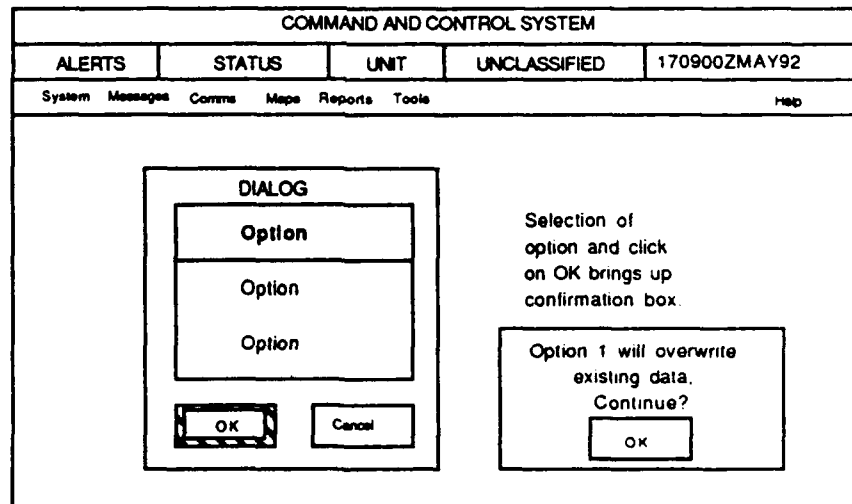 COMMAND AND CONTROL SYSTEM
ALERTS STATUS UNIT UNCLASSIFIED 170900ZMAY92
System Messages Comms Maps Reports Tools Help
DIALOG
Option
Option
Option
OK Cancel
Selection of
option and click
on OK brings up
confirmation box.
Option 1 will overwrite
existing data,
Continue?
OK